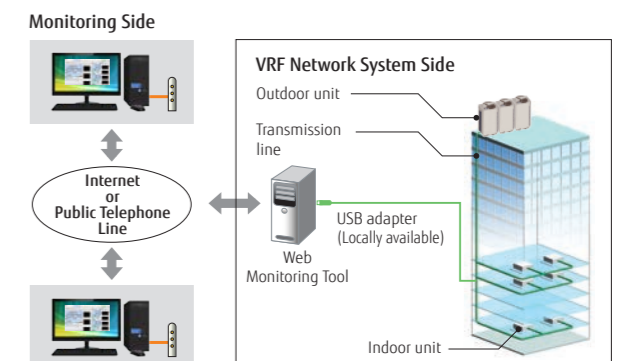 Monitoring Side
VRF Network System Side
Outdoor unit
Transmission
line
Internet
or
Public Telephone
Line
USB adapter
(Locally available)
Web
Monitoring Tool
Indoor unit